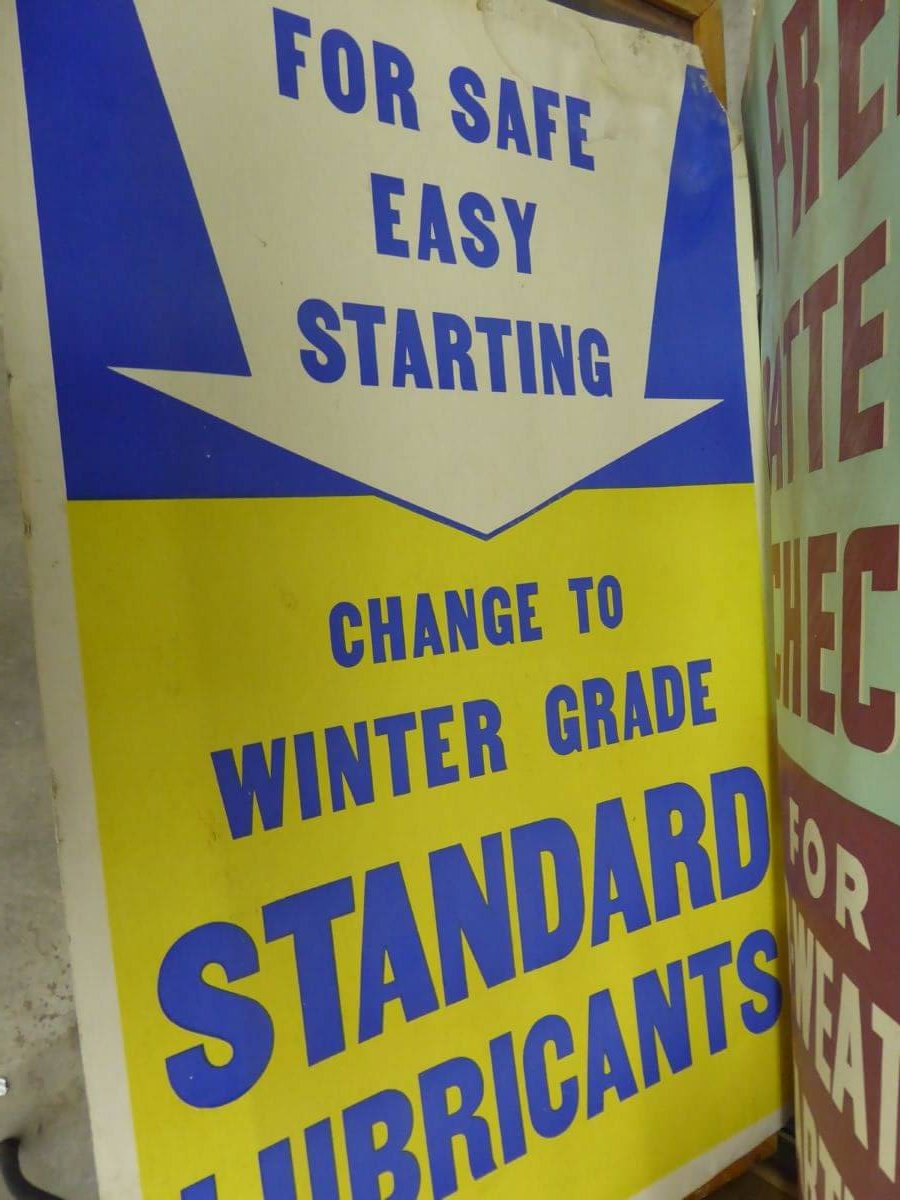 FOR SAFE
EASY
STARTING
CHANGE TO
WINTER GRADE
STANDARD
LUBRICANTS
FOR